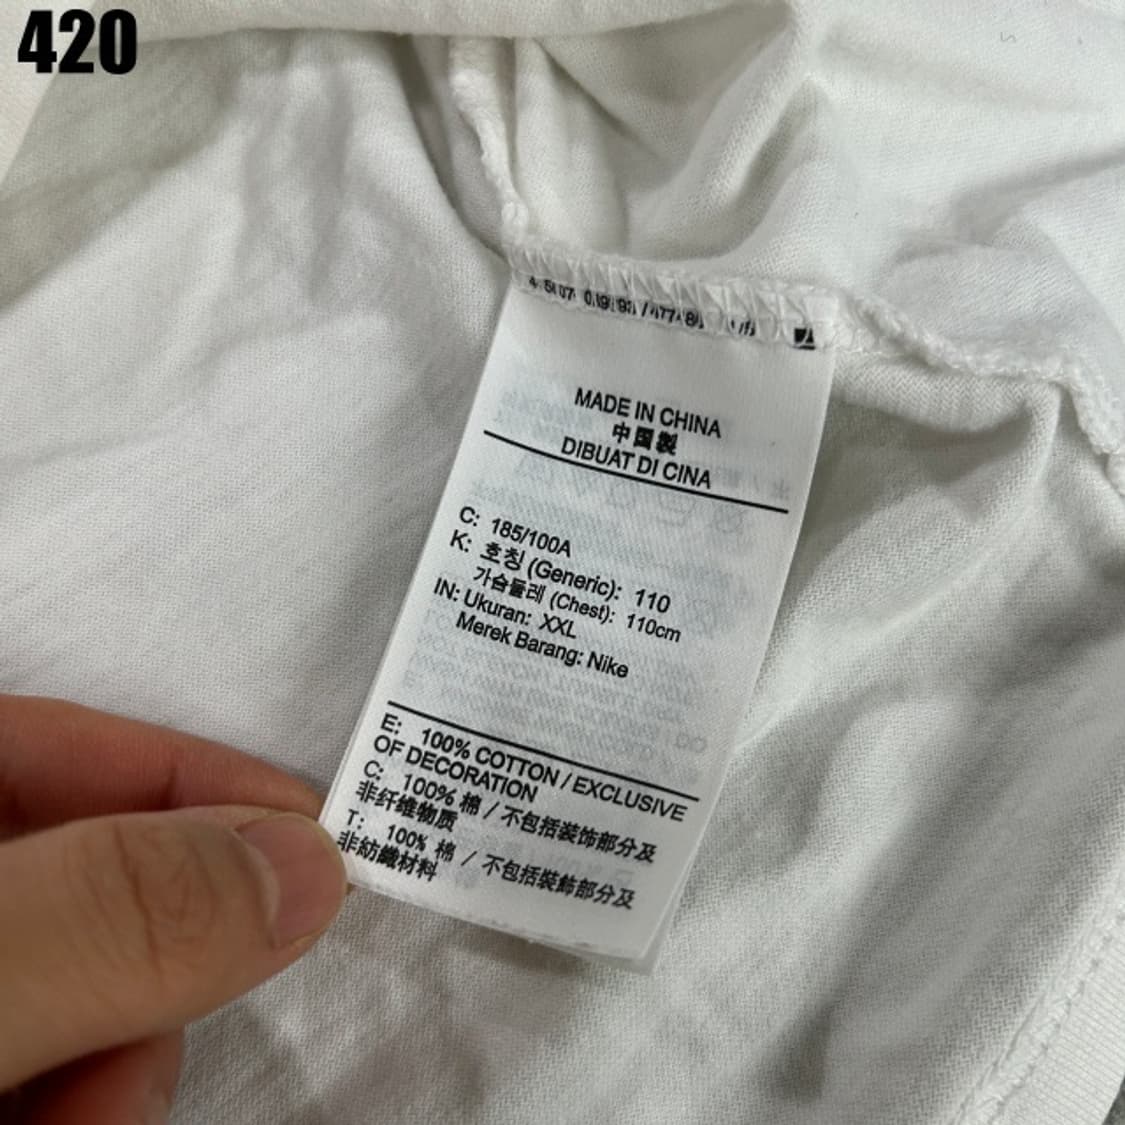 420
MADE IN CHINA
中国製
DIBUAT DI CINA
C: 185/100A
K: 호칭 (Generic): 110
가슴둘레 (Chest): 110cm
IN: Ukuran: XXL
Merek Barang: Nike
E: 100% COTTON / EXCLUSIVE
OF DECORATION
C: 100% 棉 / 不包括装饰部分及
非纤维物质
T: 100% 棉 / 不包括裝飾部分及
非紡織材料